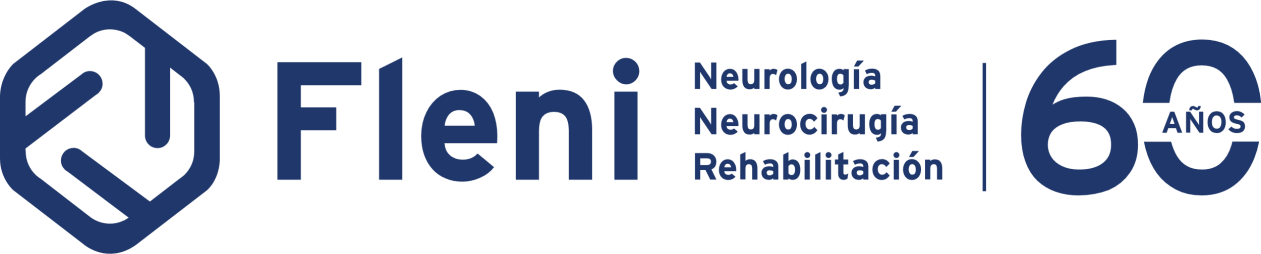 Fleni
Neurología
Neurocirugía
Rehabilitación
60
AÑOS